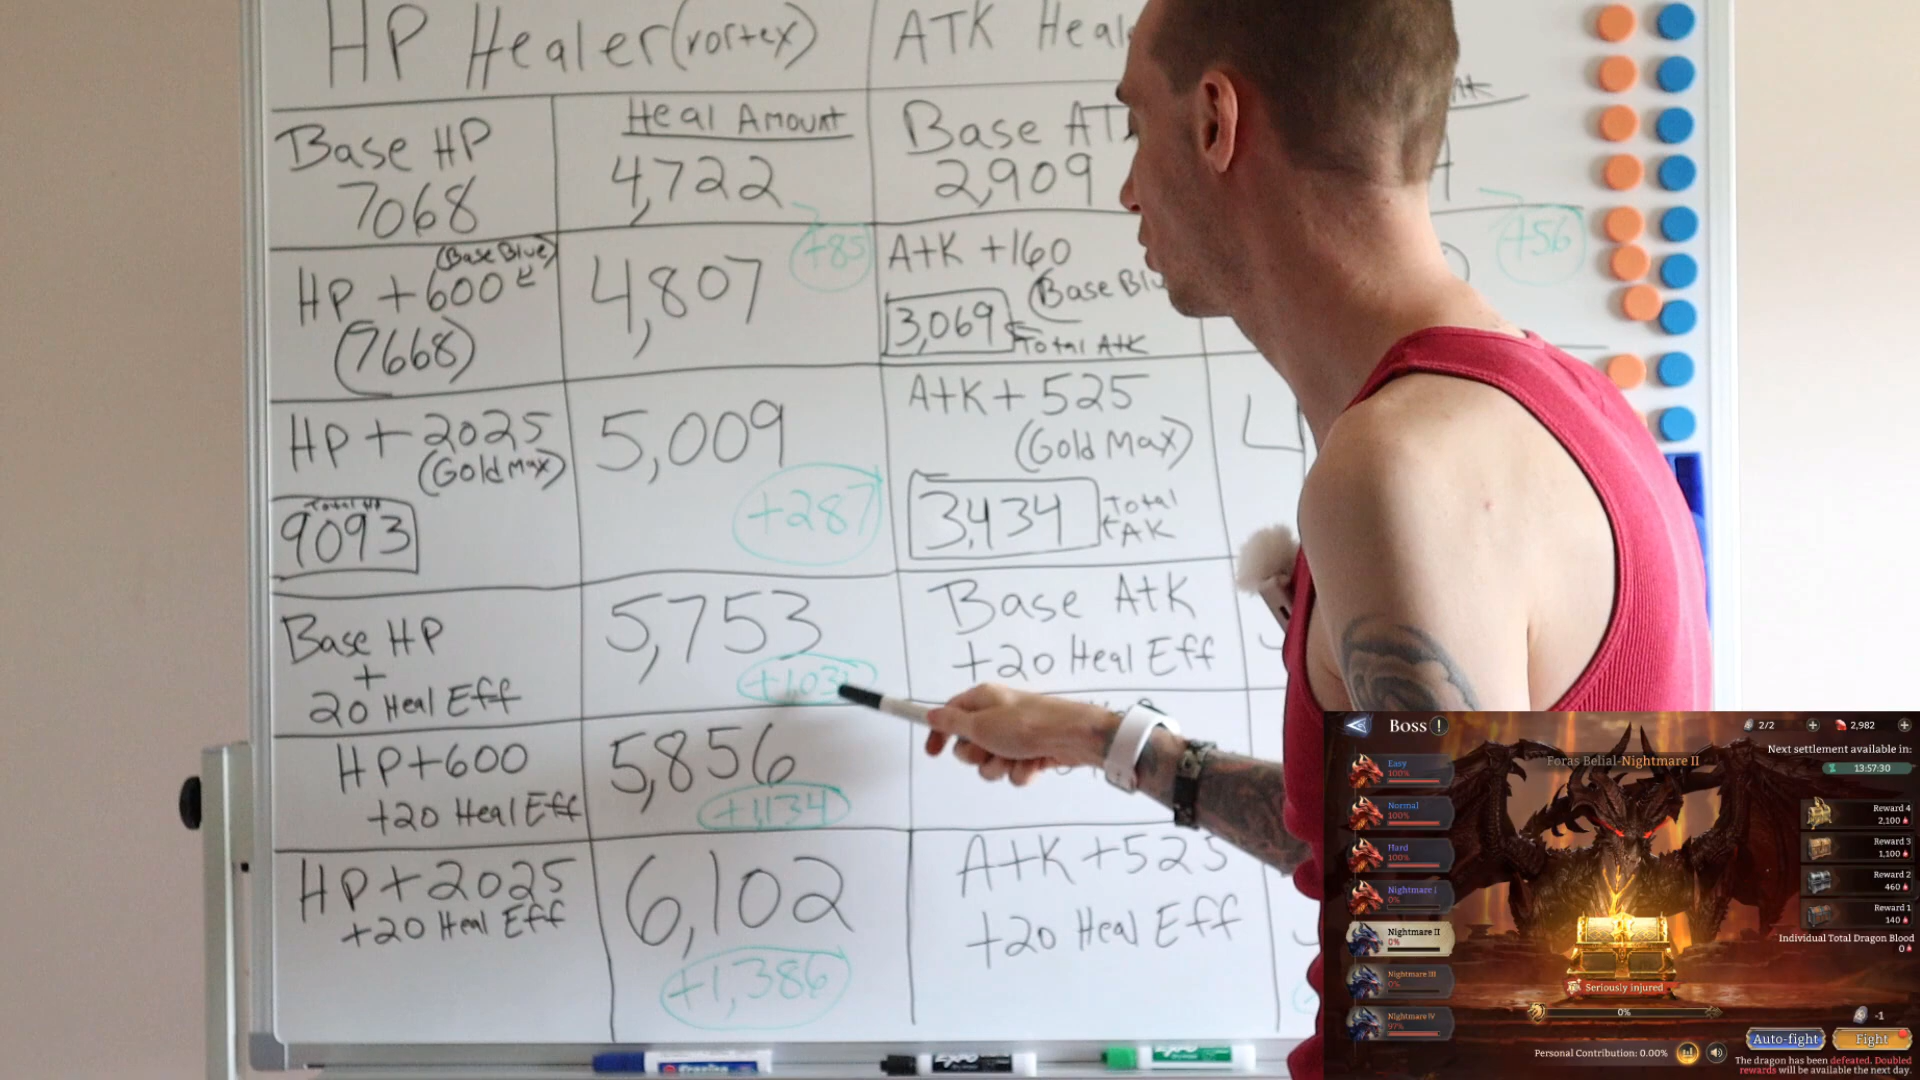 HP Healer (vortex)
Base HP
7068
Heal Amount
4,722
+85
HP + 600
(Base Blue)
(7668)
4,807
HP + 2025
(Gold Max)
Total HP
9093
5,009
+287
Base HP
+
20 Heal Eff
5,753
HP+600
+20 Heal Eff
5,856
+1,134
HP+2025
+20 Heal Eff
6,102
+1,386
ATK
Base
2,909
+56
AtK +160
(Base
3,069
Total AtK
AtK + 525
(Gold Max)
3,434
Total
AK
Base AtK
+20 Heal Eff
AtK+525
+20 Heal Eff
EXPO
Boss
2/2
2,982
Next settlement available in:
13:57:30
Foras Belial-Nightmare II
Easy
100%
Normal
100%
Hard
100%
Nightmare I
0%
Nightmare II
0%
Nightmare III
0%
Nightmare IV
97%
Reward 4
2,100
Reward 3
1,100
Reward 2
460
Reward 1
140
Individual Total Dragon Blood
0
Seriously injured
0%
-1
Personal Contribution: 0.00%
Auto-fight
Fight
The dragon has been defeated. Doubled
rewards will be available the next day.